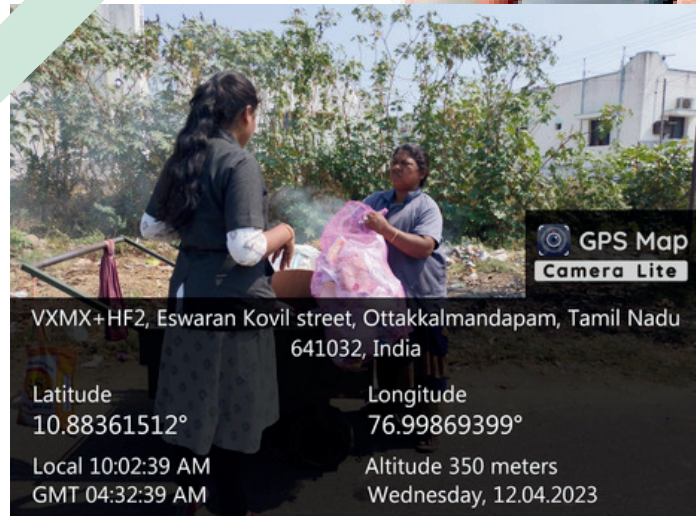 GPS Map
Camera Lite
VXMX+HF2, Eswaran Kovil street, Ottakkalmandapam, Tamil Nadu
641032, India
Latitude
10.88361512°
Longitude
76.99869399°
Local 10:02:39 AM
GMT 04:32:39 AM
Altitude 350 meters
Wednesday, 12.04.2023